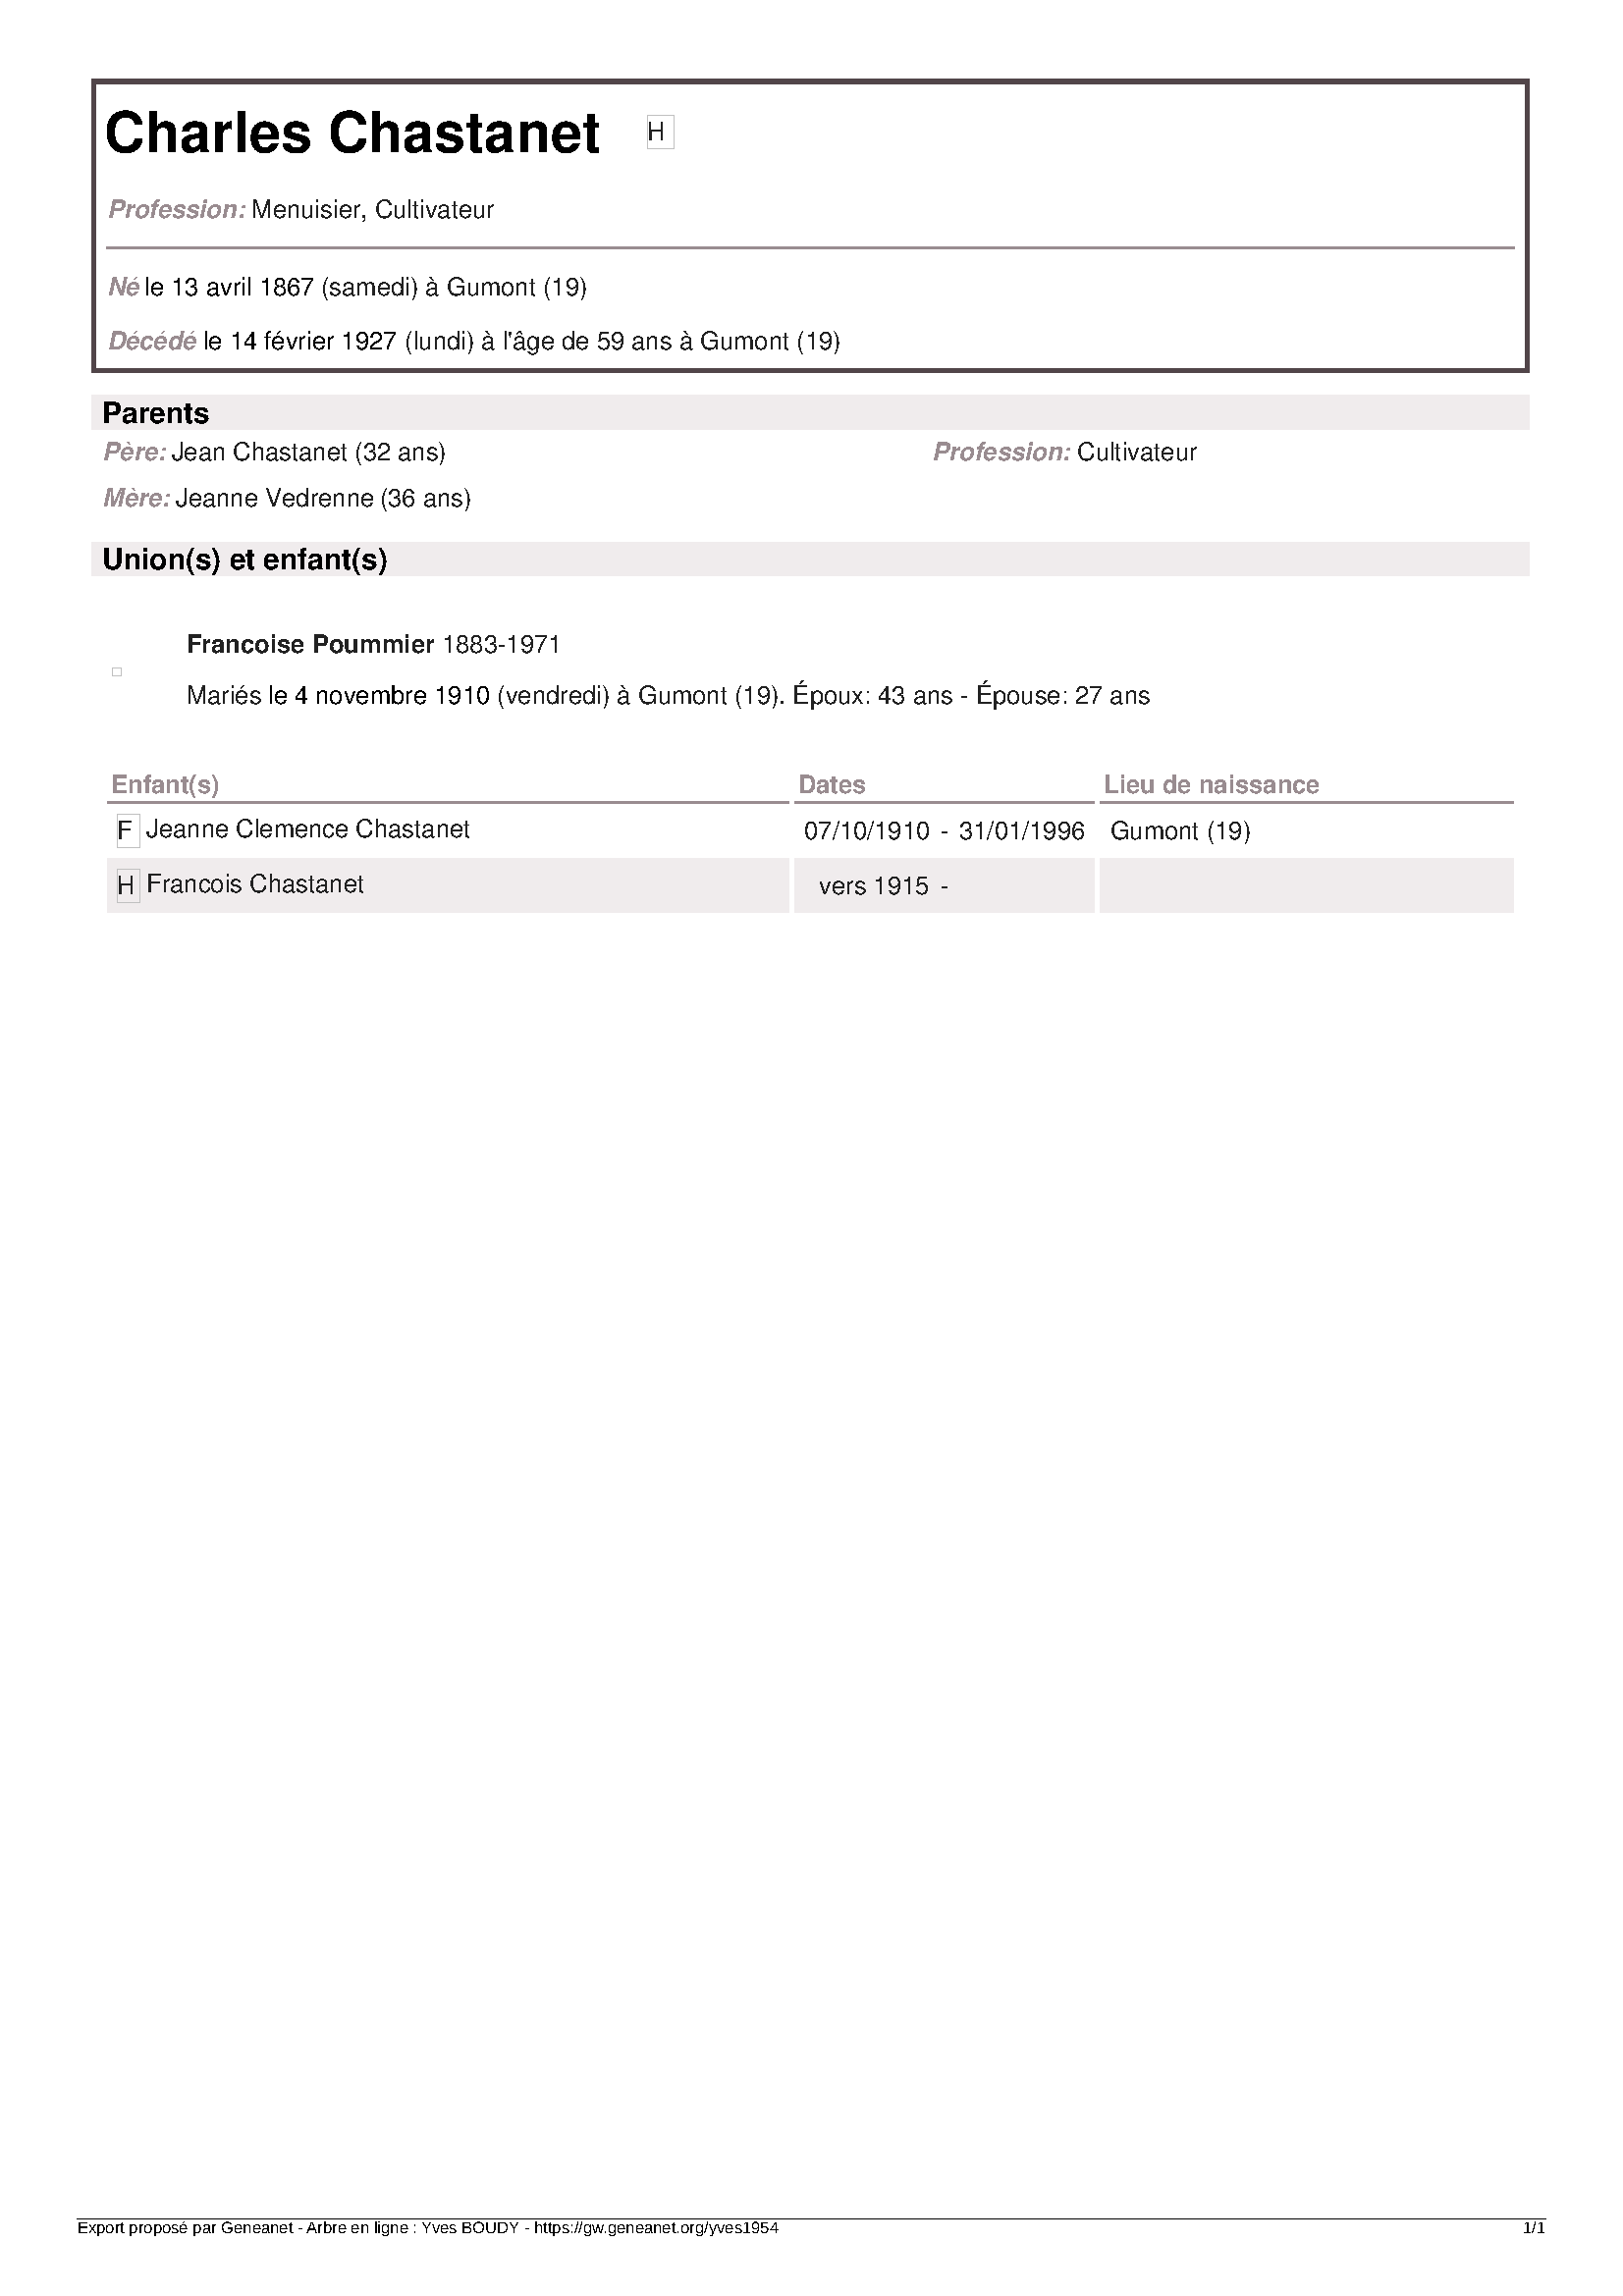 Charles Chastanet H
Profession: Menuisier, Cultivateur
Né le 13 avril 1867 (samedi) à Gumont (19)
Décédé le 14 février 1927 (lundi) à l'âge de 59 ans à Gumont (19)
Parents
Père: Jean Chastanet (32 ans) Profession: Cultivateur
Mère: Jeanne Vedrenne (36 ans)
Union(s) et enfant(s)
Francoise Poummier 1883-1971
Mariés le 4 novembre 1910 (vendredi) à Gumont (19). Époux: 43 ans - Épouse: 27 ans
Enfant(s) Dates Lieu de naissance
F Jeanne Clemence Chastanet 07/10/1910 - 31/01/1996 Gumont (19)
H Francois Chastanet vers 1915 -
Export proposé par Geneanet - Arbre en ligne : Yves BOUDY - https://gw.geneanet.org/yves1954 1/1